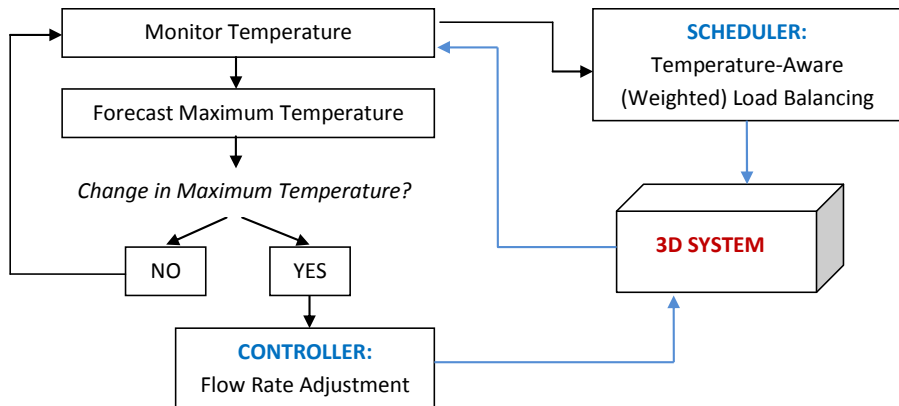 Monitor Temperature
SCHEDULER:
Temperature-Aware
(Weighted) Load Balancing
Forecast Maximum Temperature
Change in Maximum Temperature?
NO
YES
3D SYSTEM
CONTROLLER:
Flow Rate Adjustment